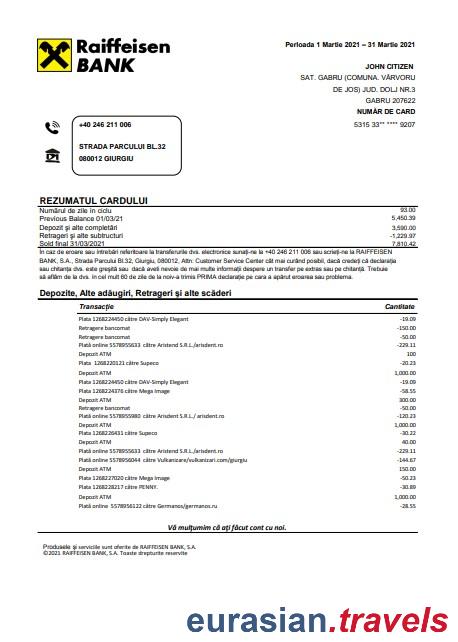 Raiffeisen
BANK
Perloada 1 Martie 2021 – 31 Martie 2021
JOHN CITIZEN
SAT. GABRU (COMUNA. VÂRVORU
DE JOS) JUD. DOLJ NR.3
GABRU 207622
NUMĂR DE CARD
5315 33** **** 9207
+40 246 211 006
STRADA PARCULUI BL.32
080012 GIURGIU
REZUMATUL CARDULUI
Numărul de zile în ciclu 93.00
Previous Balance 01/03/21 5,450.39
Depozit și alte completări 3,590.00
Retrageri și alte subtructuri -1,229.97
Sold final 31/03/2021 7,810.42
În caz de eroare sau întrebări referitoare la transferurile dvs. electronice sunați-ne la +40 246 211 006 sau scrieți-ne la RAIFFEISEN
BANK, S.A., Strada Parcului Bl.32, Giurgiu, 080012, Attn: Customer Service Center cât mai curând posibil, dacă credeți că declarația
sau chitanța dvs. este greșită sau dacă aveți nevoie de mai multe informații despre un transfer pe extras sau pe chitanță. Trebuie
să aflăm de la dvs. în cel mult 60 de zile de la noi-a trimis PRIMA declarație pe care a apărut eroarea sau problema.
Depozite, Alte adăugiri, Retrageri și alte scăderi
Transacție Cantitate
Plata 1268224450 către DAV-Simply Elegant -19.09
Retragere bancomat -150.00
Retragere bancomat -50.00
Plată online 5578955633 către Aristend S.R.L/arisdent.ro -229.11
Depozit ATM 100
Plata 1268220121 către Supeco -20.23
Depozit ATM 1,000.00
Plata 1268224450 către DAV-Simply Elegant -19.09
Plata 1268224376 către Mega Image -58.55
Depozit ATM 300.00
Retragere bancomat -50.00
Plată online 5578955980 către Arisdent S.R.L./ arisdent.ro -120.23
Depozit ATM 1,000.00
Plata 1268226431 către Supeco -30.22
Depozit ATM 40.00
Plată online 5578955633 către Aristend S.R.L/ arisdent.ro -229.11
Plată online 5578956044 către Vulkanizare/vulkanizari.com/giurgiu -144.67
Depozit ATM 150.00
Plata 1268227020 către Mega Image -50.23
Plata 1268228217 către PENNY. -30.89
Depozit ATM 1,000.00
Plată online 5578956122 către Germanos/germanos.ru -28.55
Vă mulțumim că ați făcut cont cu noi.
Produsele și serviciile sunt oferite de RAIFFEISEN BANK, S.A.
©2021 RAIFFEISEN BANK, S.A. Toaste drepturite reservite
eurasian.travels